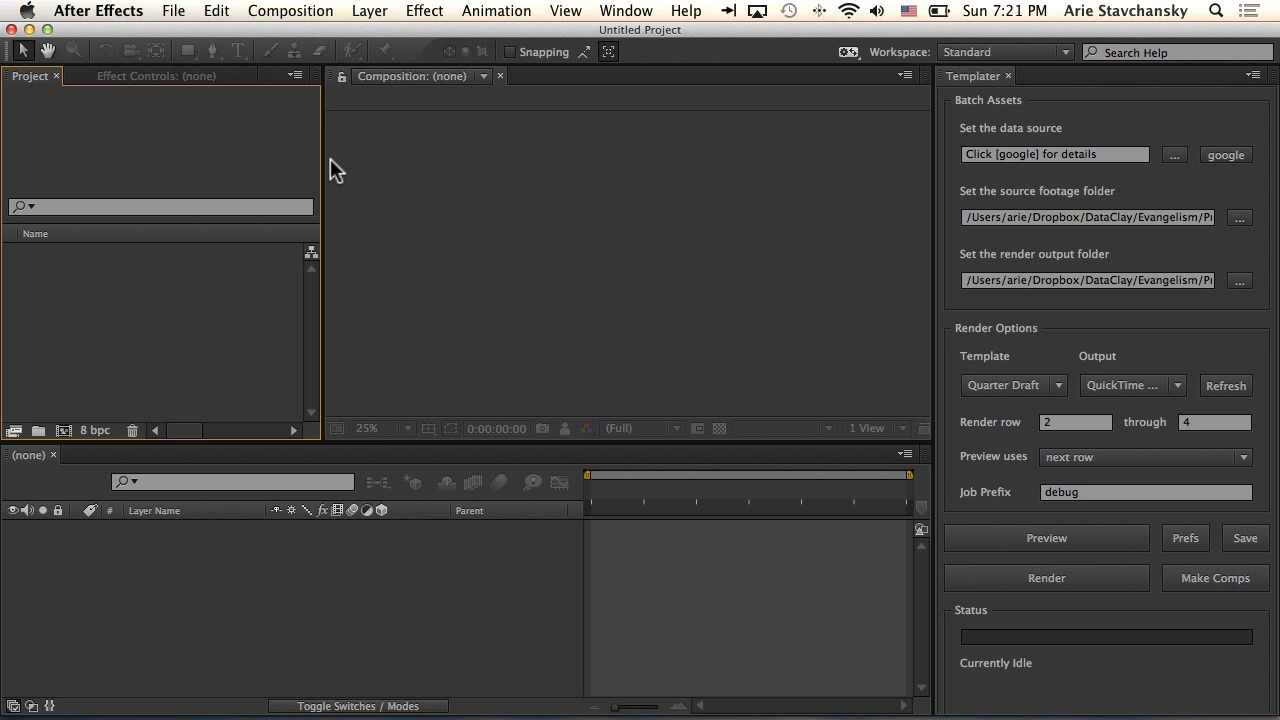 After Effects File Edit Composition Layer Effect Animation View Window Help Sun 7:21 PM Arie Stavchansky
Untitled Project
Snapping Workspace: Standard Search Help
Project Effect Controls: (none) Composition: (none) Templater
Batch Assets
Set the data source
Click [google] for details ... google
Set the source footage folder
/Users/arie/Dropbox/DataClay/Evangelism/Pr ...
Name
Set the render output folder
/Users/arie/Dropbox/DataClay/Evangelism/Pr ...
Render Options
Template Output
Quarter Draft QuickTime ... Refresh
Render row 2 through 4
8 bpc 25% 0:00:00:00 (Full) 1 View
Preview uses next row
(none)
Job Prefix debug
# Layer Name fx Parent
Preview Prefs Save
Render Make Comps
Status
Currently Idle
Toggle Switches / Modes